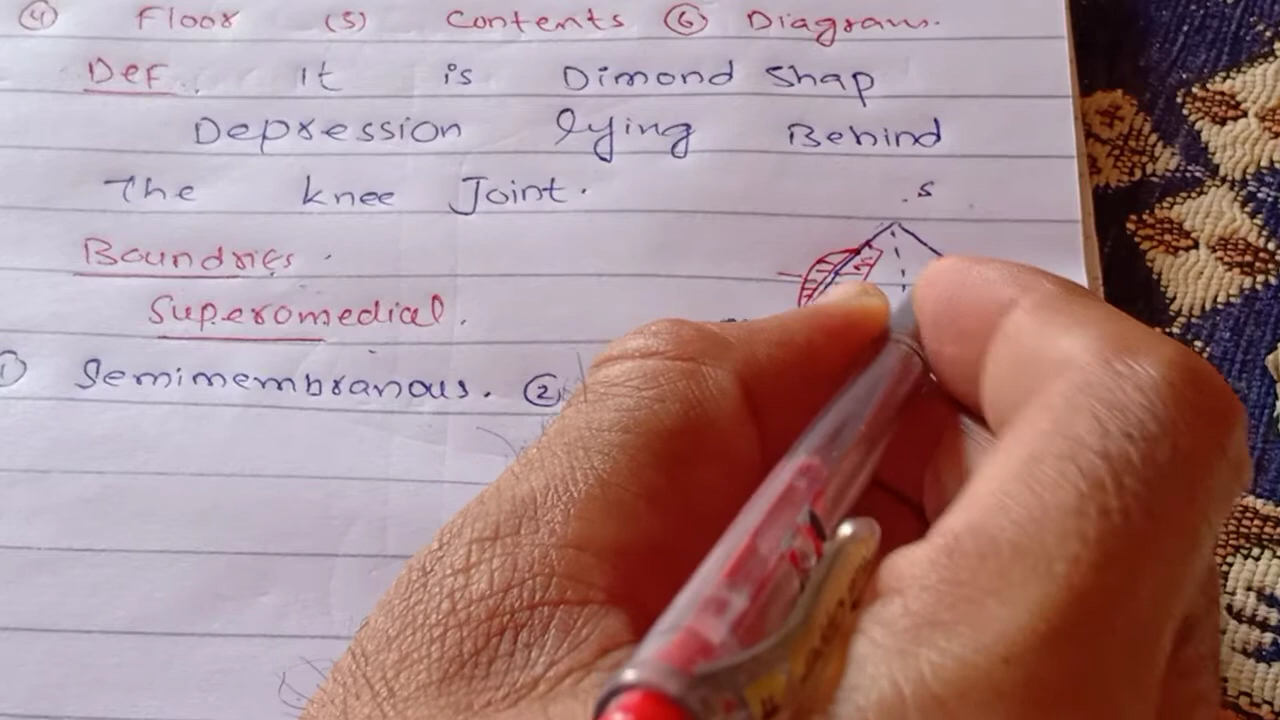 ④ Floor (5) Contents ⑥ Diagram.
Def. It is Dimond Shap
Depression lying Behind
The knee Joint.
.S
Boundries.
Superomedial.
① Semimembranous. ②